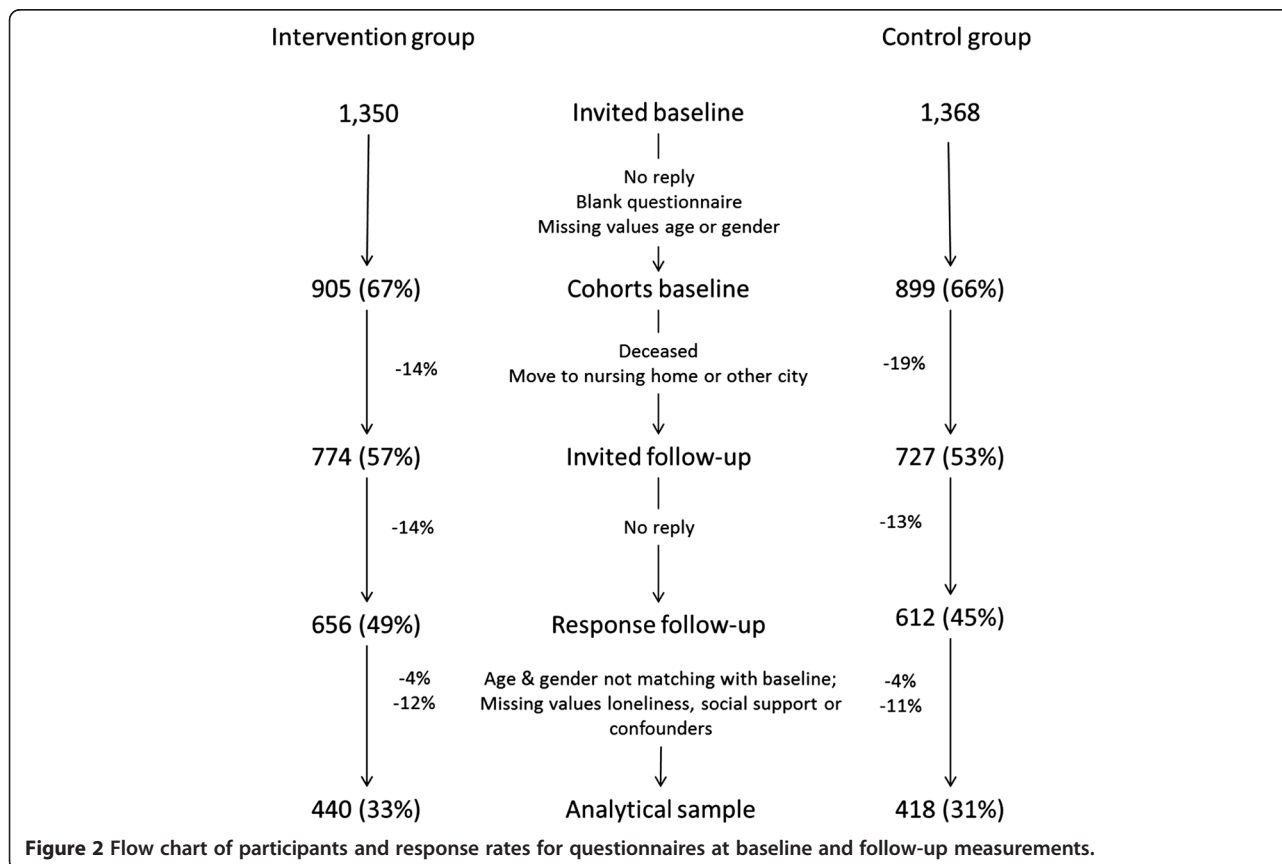 Intervention group Control group
1,350 Invited baseline 1,368
No reply
Blank questionnaire
Missing values age or gender
905 (67%) Cohorts baseline 899 (66%)
Deceased
-14% Move to nursing home or other city -19%
774 (57%) Invited follow-up 727 (53%)
-14% No reply -13%
656 (49%) Response follow-up 612 (45%)
-4% Age & gender not matching with baseline; -4%
-12% Missing values loneliness, social support or -11%
confounders
440 (33%) Analytical sample 418 (31%)
Figure 2 Flow chart of participants and response rates for questionnaires at baseline and follow-up measurements.